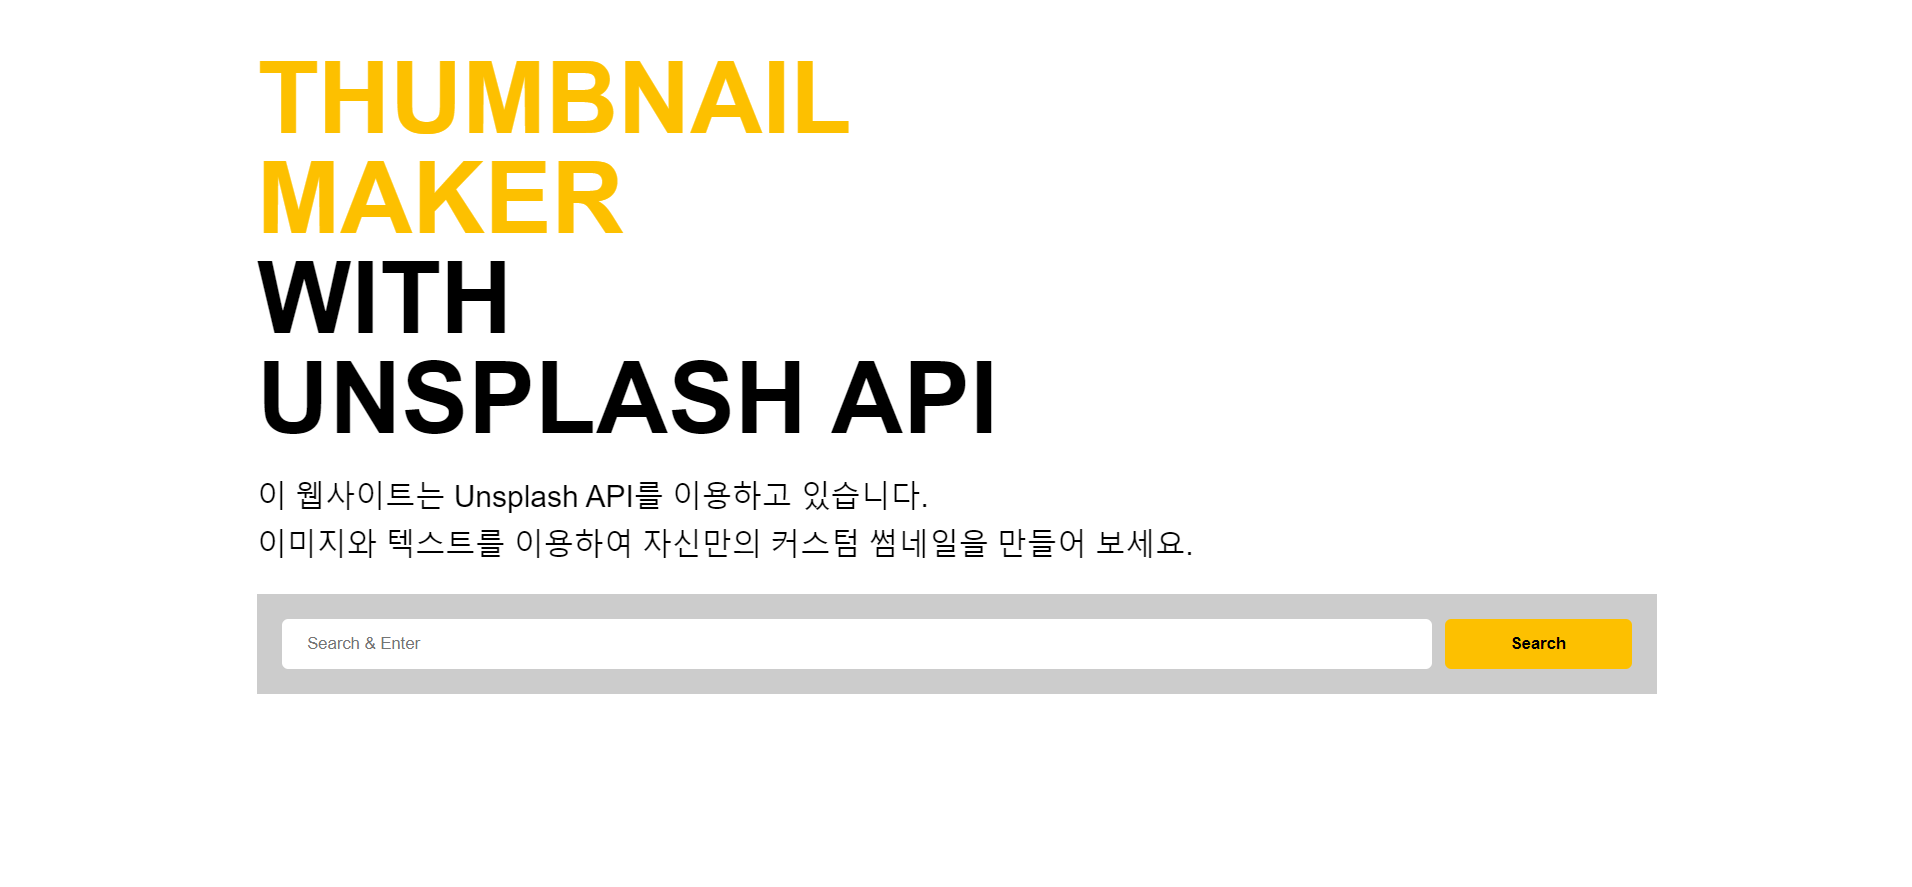 THUMBNAIL
MAKER
WITH
UNSPLASH API
이 웹사이트는 Unsplash API를 이용하고 있습니다.
이미지와 텍스트를 이용하여 자신만의 커스텀 썸네일을 만들어 보세요.
Search & Enter
Search